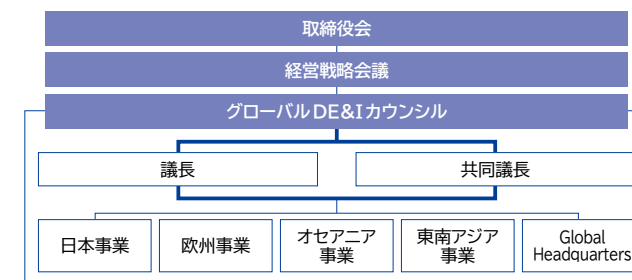 取締役会
経営戦略会議
グローバルDE&Iカウンシル
議長
共同議長
日本事業
欧州事業
オセアニア
事業
東南アジア
事業
Global
Headquarters